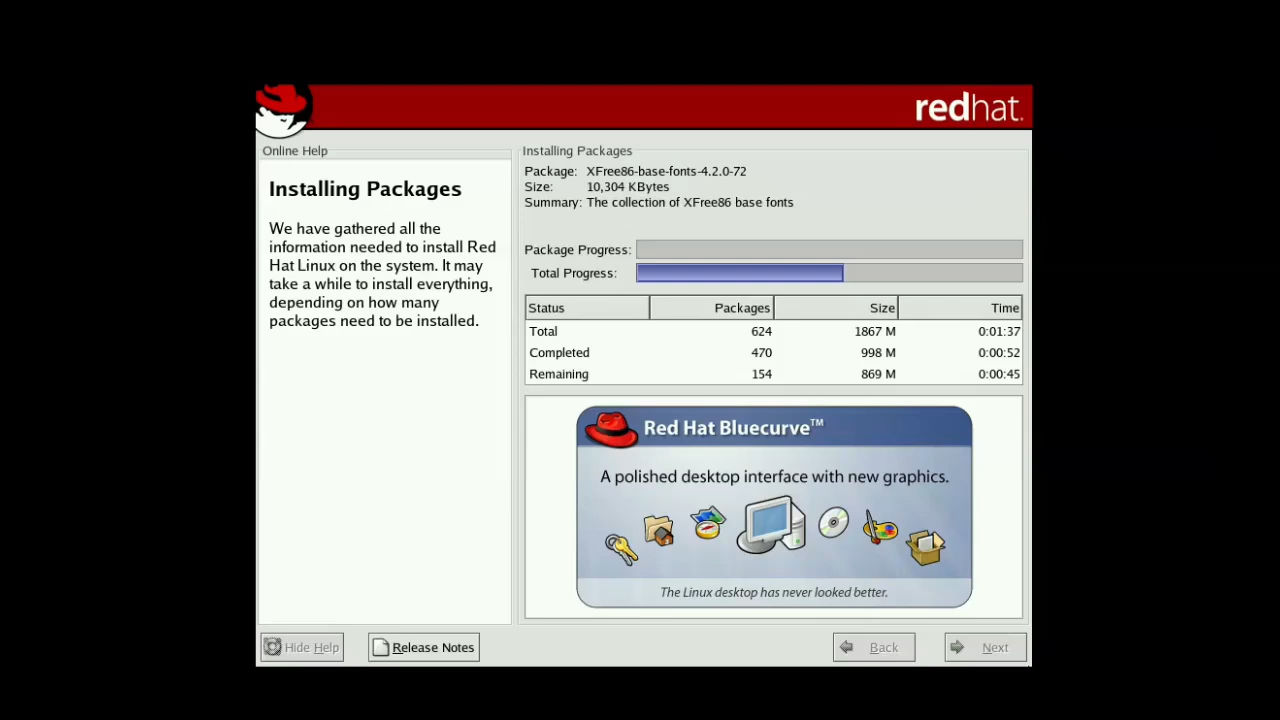 redhat.
Online Help
Installing Packages
We have gathered all the
information needed to install Red
Hat Linux on the system. It may
take a while to install everything,
depending on how many
packages need to be installed.
Installing Packages
Package: XFree86-base-fonts-4.2.0-72
Size: 10,304 KBytes
Summary: The collection of XFree86 base fonts
Package Progress:
Total Progress:
Status Packages Size Time
Total 624 1867 M 0:01:37
Completed 470 998 M 0:00:52
Remaining 154 869 M 0:00:45
Red Hat Bluecurve™
A polished desktop interface with new graphics.
The Linux desktop has never looked better.
Hide Help Release Notes Back Next